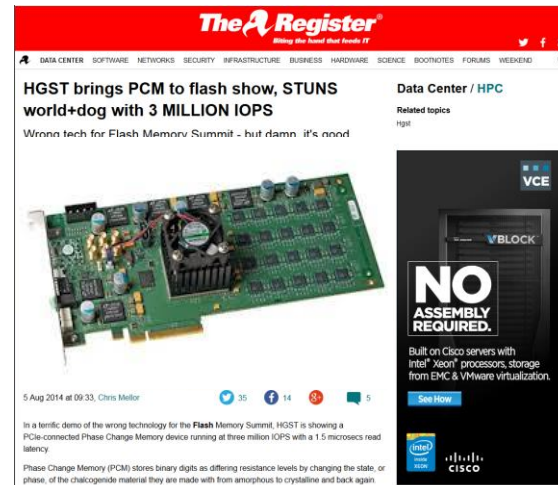 The Register®
Biting the hand that feeds IT
DATA CENTER SOFTWARE NETWORKS SECURITY INFRASTRUCTURE BUSINESS HARDWARE SCIENCE BOOTNOTES FORUMS WEEKEND
HGST brings PCM to flash show, STUNS
world+dog with 3 MILLION IOPS
Wrong tech for Flash Memory Summit - but damn, it's good
5 Aug 2014 at 09:33, Chris Mellor
35
14
5
In a terrific demo of the wrong technology for the Flash Memory Summit, HGST is showing a
PCIe-connected Phase Change Memory device running at three million IOPS with a 1.5 microsecs read
latency.
Phase Change Memory (PCM) stores binary digits as differing resistance levels by changing the state, or
phase, of the chalcogenide material they are made with from amorphous to crystalline and back again.
Data Center / HPC
Related topics
Hgst
VCE
VBLOCK
NO
ASSEMBLY
REQUIRED.
Built on Cisco servers with
Intel® Xeon® processors, storage
from EMC & VMware virtualization.
See How
intel
XEON
CISCO